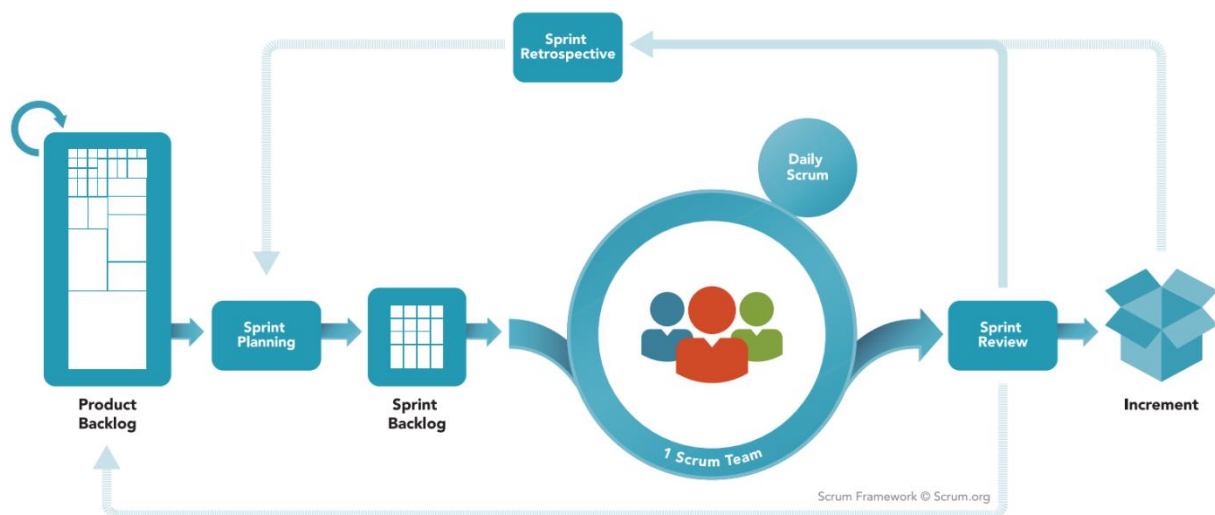 Sprint
Retrospective
Daily
Scrum
Sprint
Planning
Sprint
Review
Product
Backlog
Sprint
Backlog
1 Scrum Team
Increment
Scrum Framework © Scrum.org